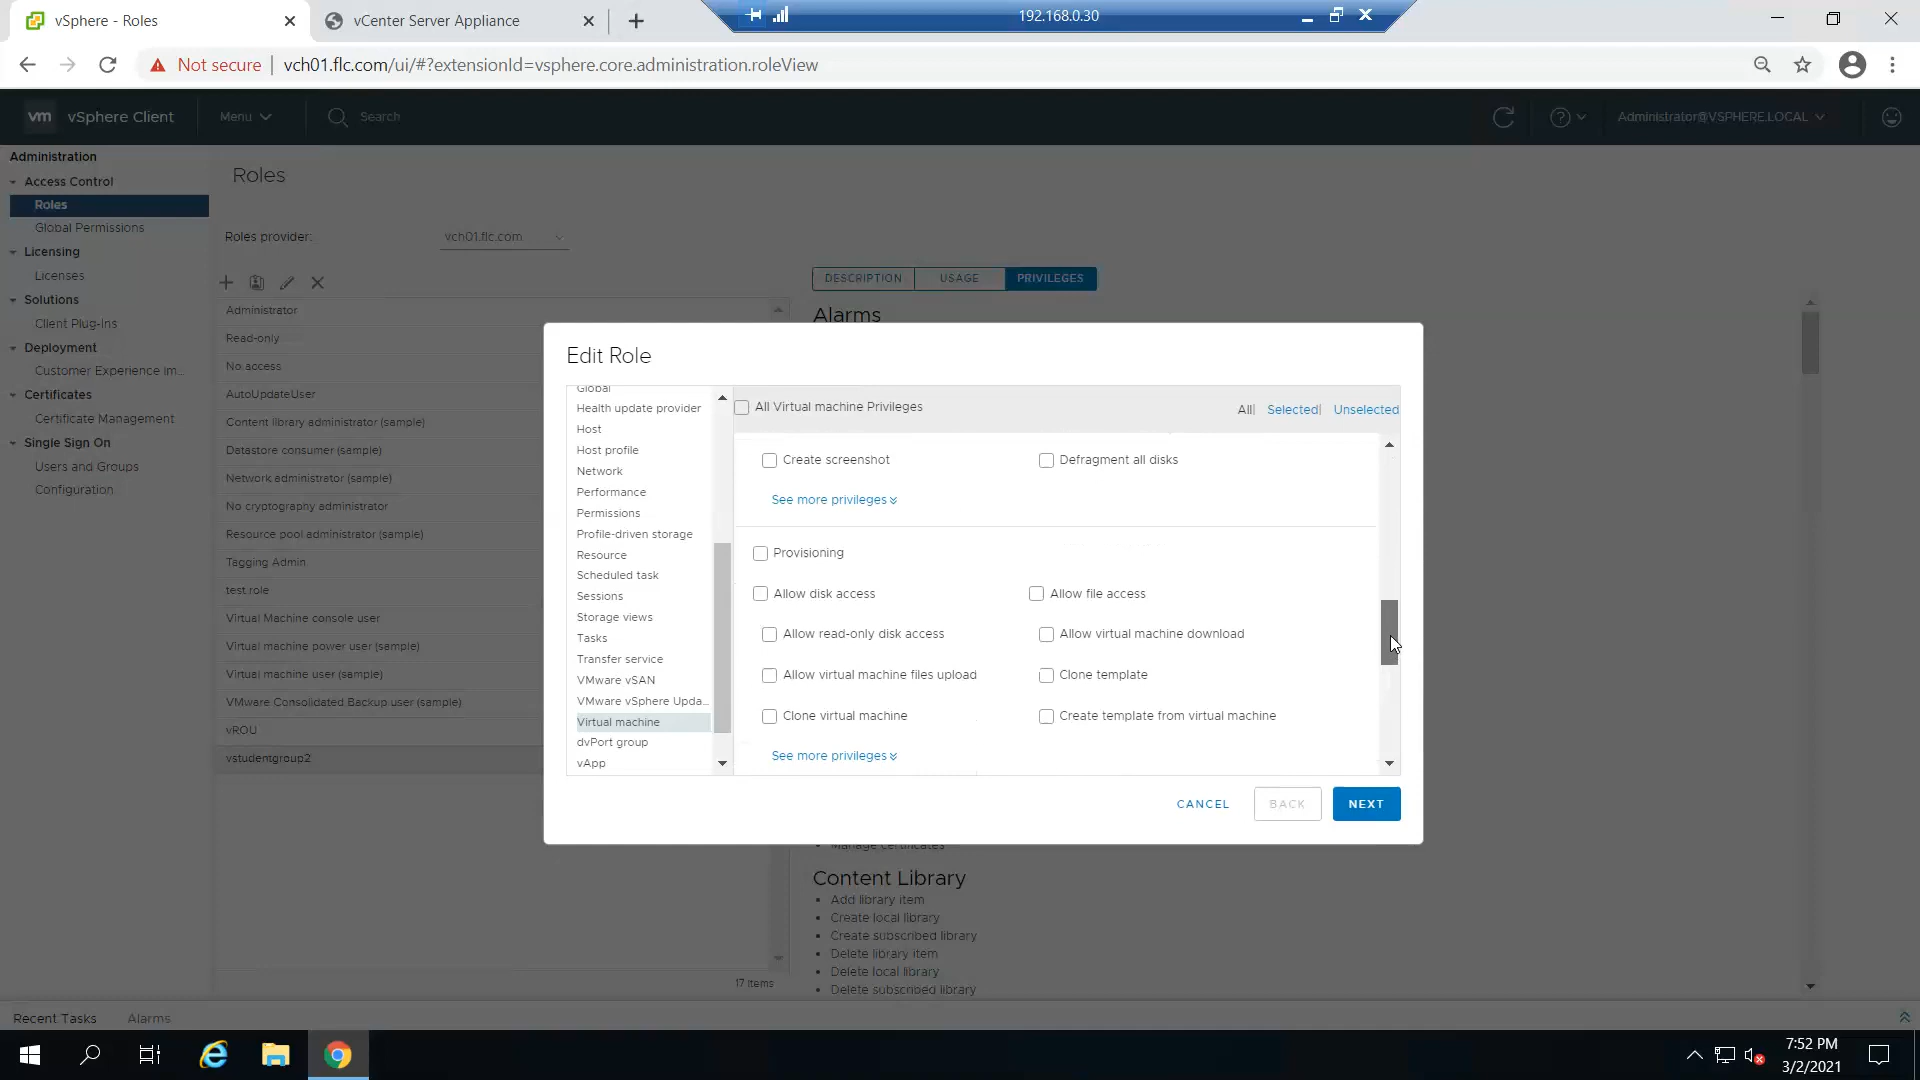 vSphere - Roles
vCenter Server Appliance
192.168.0.30
Not secure
vch01.flc.com/ui/#?extensionId=vsphere.core.administration.roleView
vm vSphere Client Menu Search Administrator@VSPHERE.LOCAL
Administration
Access Control
Roles
Global Permissions
Licensing
Licenses
Solutions
Client Plug-Ins
Deployment
Customer Experience Im...
Certificates
Certificate Management
Single Sign On
Users and Groups
Configuration
Roles
Roles provider: vch01.flc.com
Administrator
Read-only
No access
AutoUpdateUser
Content library administrator (sample)
Datastore consumer (sample)
Network administrator (sample)
No cryptography administrator
Resource pool administrator (sample)
Tagging Admin
test role
Virtual Machine console user
Virtual machine power user (sample)
Virtual machine user (sample)
VMware Consolidated Backup user (sample)
vROU
vstudentgroup2
17 items
DESCRIPTION USAGE PRIVILEGES
Alarms
Edit Role
Global
Health update provider
Host
Host profile
Network
Performance
Permissions
Profile-driven storage
Resource
Scheduled task
Sessions
Storage views
Tasks
Transfer service
VMware vSAN
VMware vSphere Upda...
Virtual machine
dvPort group
vApp
All Virtual machine Privileges All| Selected| Unselected
Create screenshot Defragment all disks
See more privileges
Provisioning
Allow disk access Allow file access
Allow read-only disk access Allow virtual machine download
Allow virtual machine files upload Clone template
Clone virtual machine Create template from virtual machine
See more privileges
CANCEL BACK NEXT
Manage certificates
Content Library
Add library item
Create local library
Create subscribed library
Delete library item
Delete local library
Delete subscribed library
Recent Tasks Alarms
7:52 PM
3/2/2021